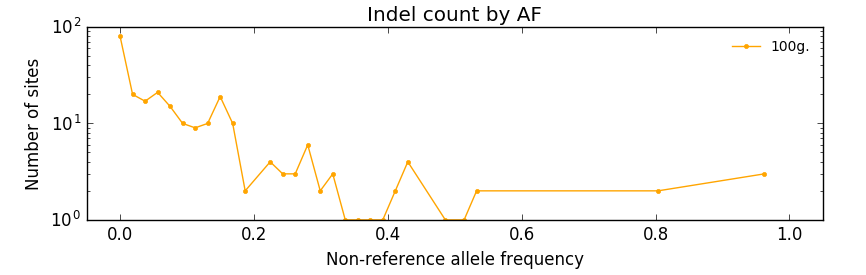 Indel count by AF
10²
10¹
10⁰
Number of sites
100g.
0.0 0.2 0.4 0.6 0.8 1.0
Non-reference allele frequency